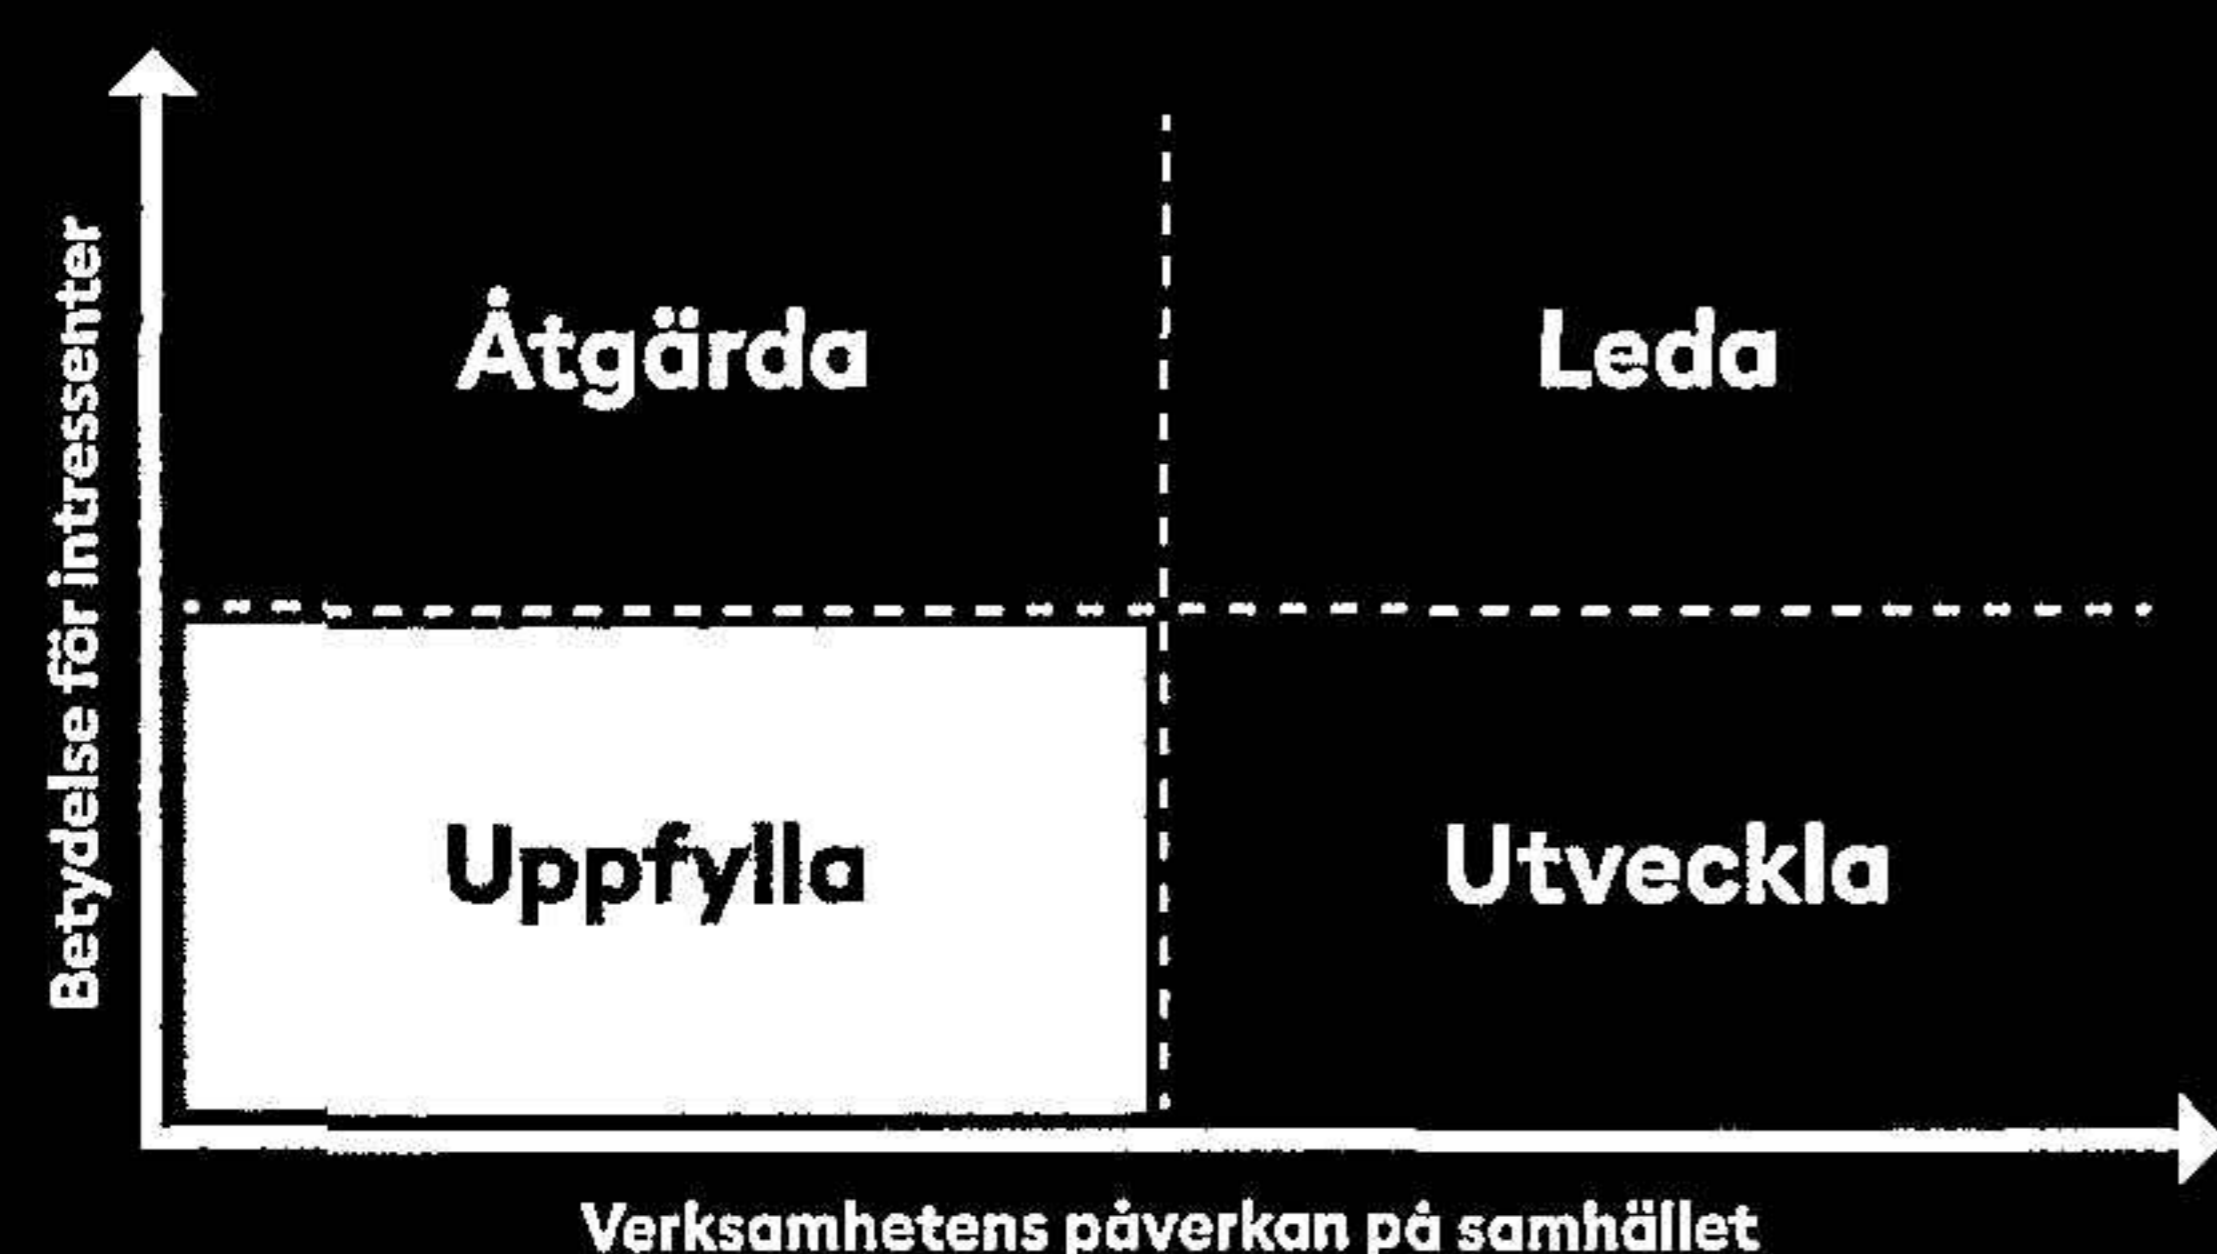 Betydelse för intressenter
Åtgärda
Leda
Uppfylla
Utveckla
Verksamhetens påverkan på samhället